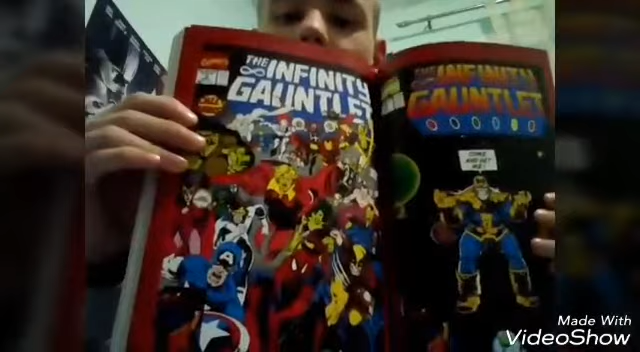 THE
INFINITY
GAUNTLET
THE
INFINITY
GAUNTLET
COME
AND GET
ME!
Made With
VideoShow